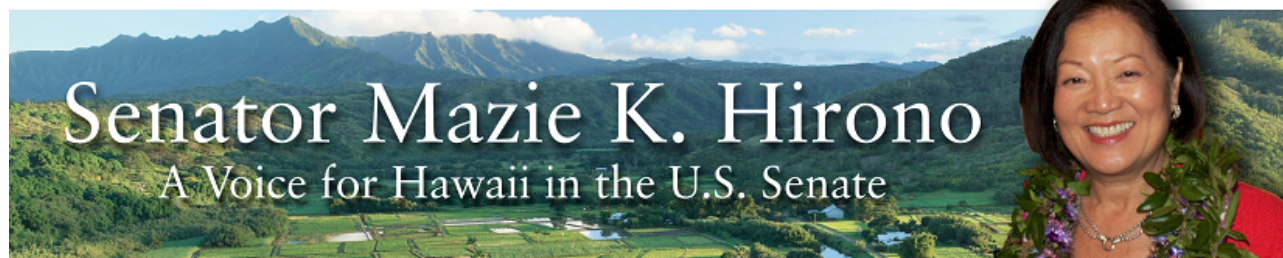 Senator Mazie K. Hirono
A Voice for Hawaii in the U.S. Senate